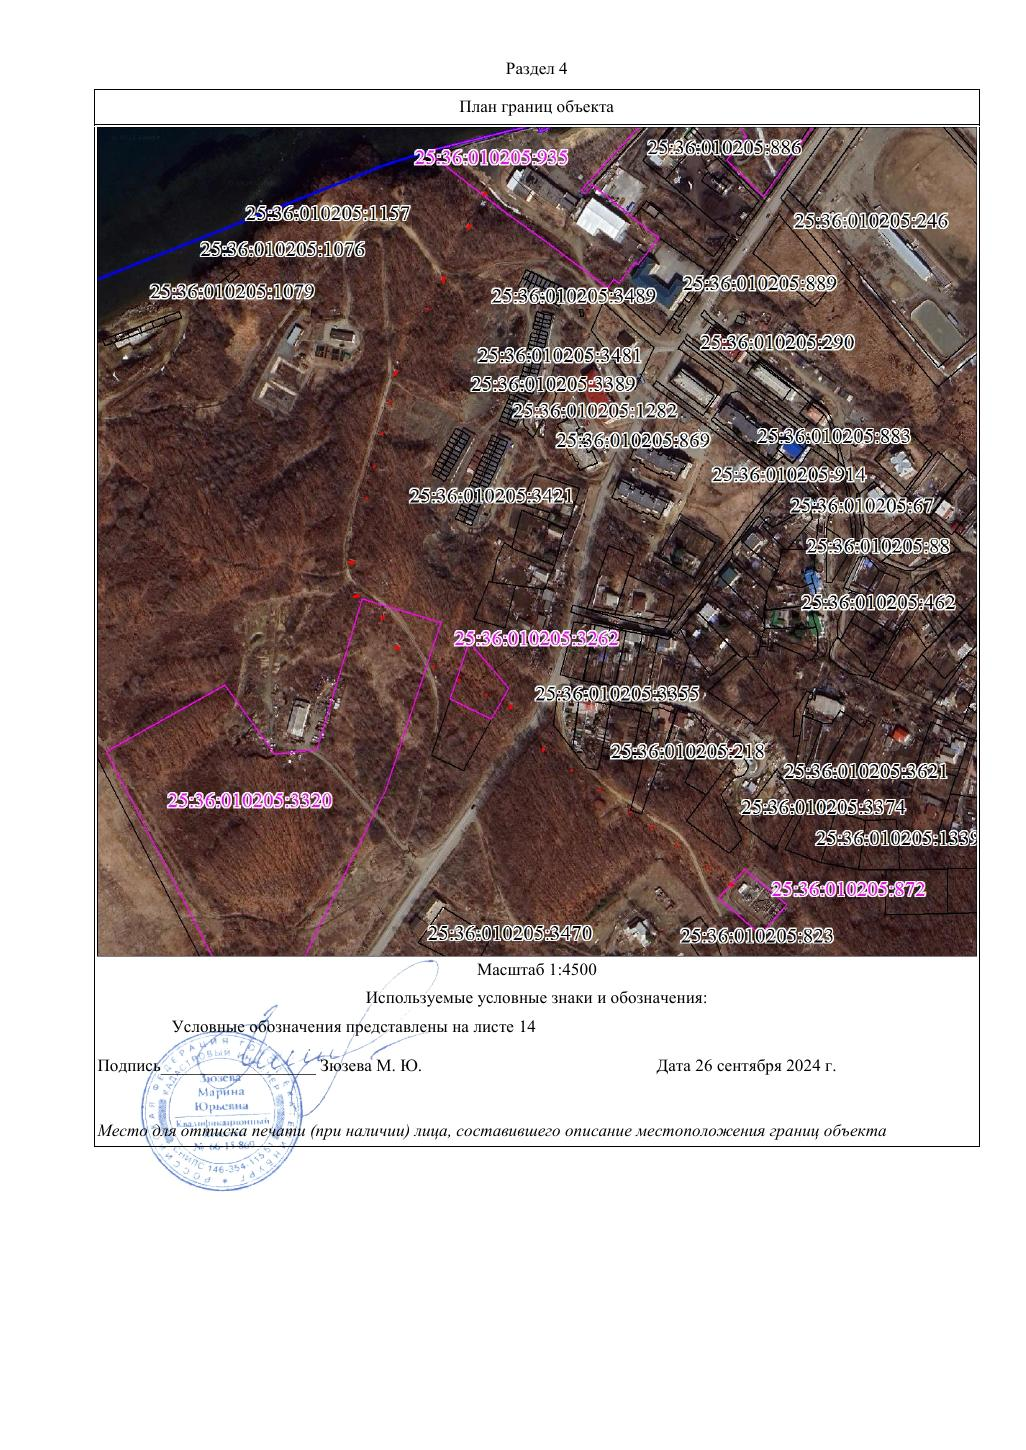 Раздел 4
План границ объекта
25:36:010205:935
25:36:010205:886
25:36:010205:1157
25:36:010205:246
25:36:010205:1076
25:36:010205:1079
25:36:010205:3489
25:36:010205:889
25:36:010205:290
25:36:010205:3481
25:36:010205:3389
25:36:010205:1282
25:36:010205:869
25:36:010205:883
25:36:010205:914
25:36:010205:3421
25:36:010205:67
25:36:010205:88
25:36:010205:462
25:36:010205:3262
25:36:010205:3355
25:36:010205:218
25:36:010205:3621
25:36:010205:3320
25:36:010205:3374
25:36:010205:1339
25:36:010205:872
25:36:010205:3470
25:36:010205:823
Масштаб 1:4500
Используемые условные знаки и обозначения:
Условные обозначения представлены на листе 14
Подпись Зюзева М. Ю. Дата 26 сентября 2024 г.
Зюзева
Марина
Юрьевна
Квалификационный
Место для оттиска печати (при наличии) лица, составившего описание местоположения границ объекта